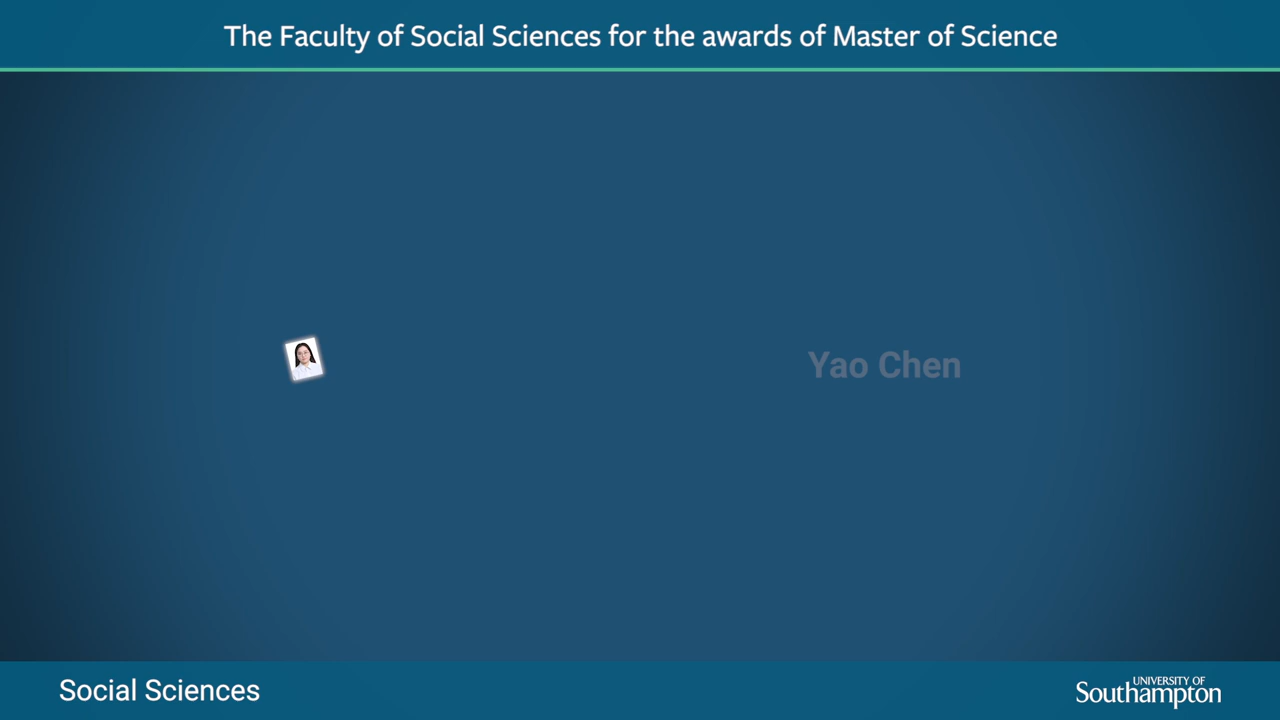 The Faculty of Social Sciences for the awards of Master of Science
Yao Chen
Social Sciences
UNIVERSITY OF
Southampton